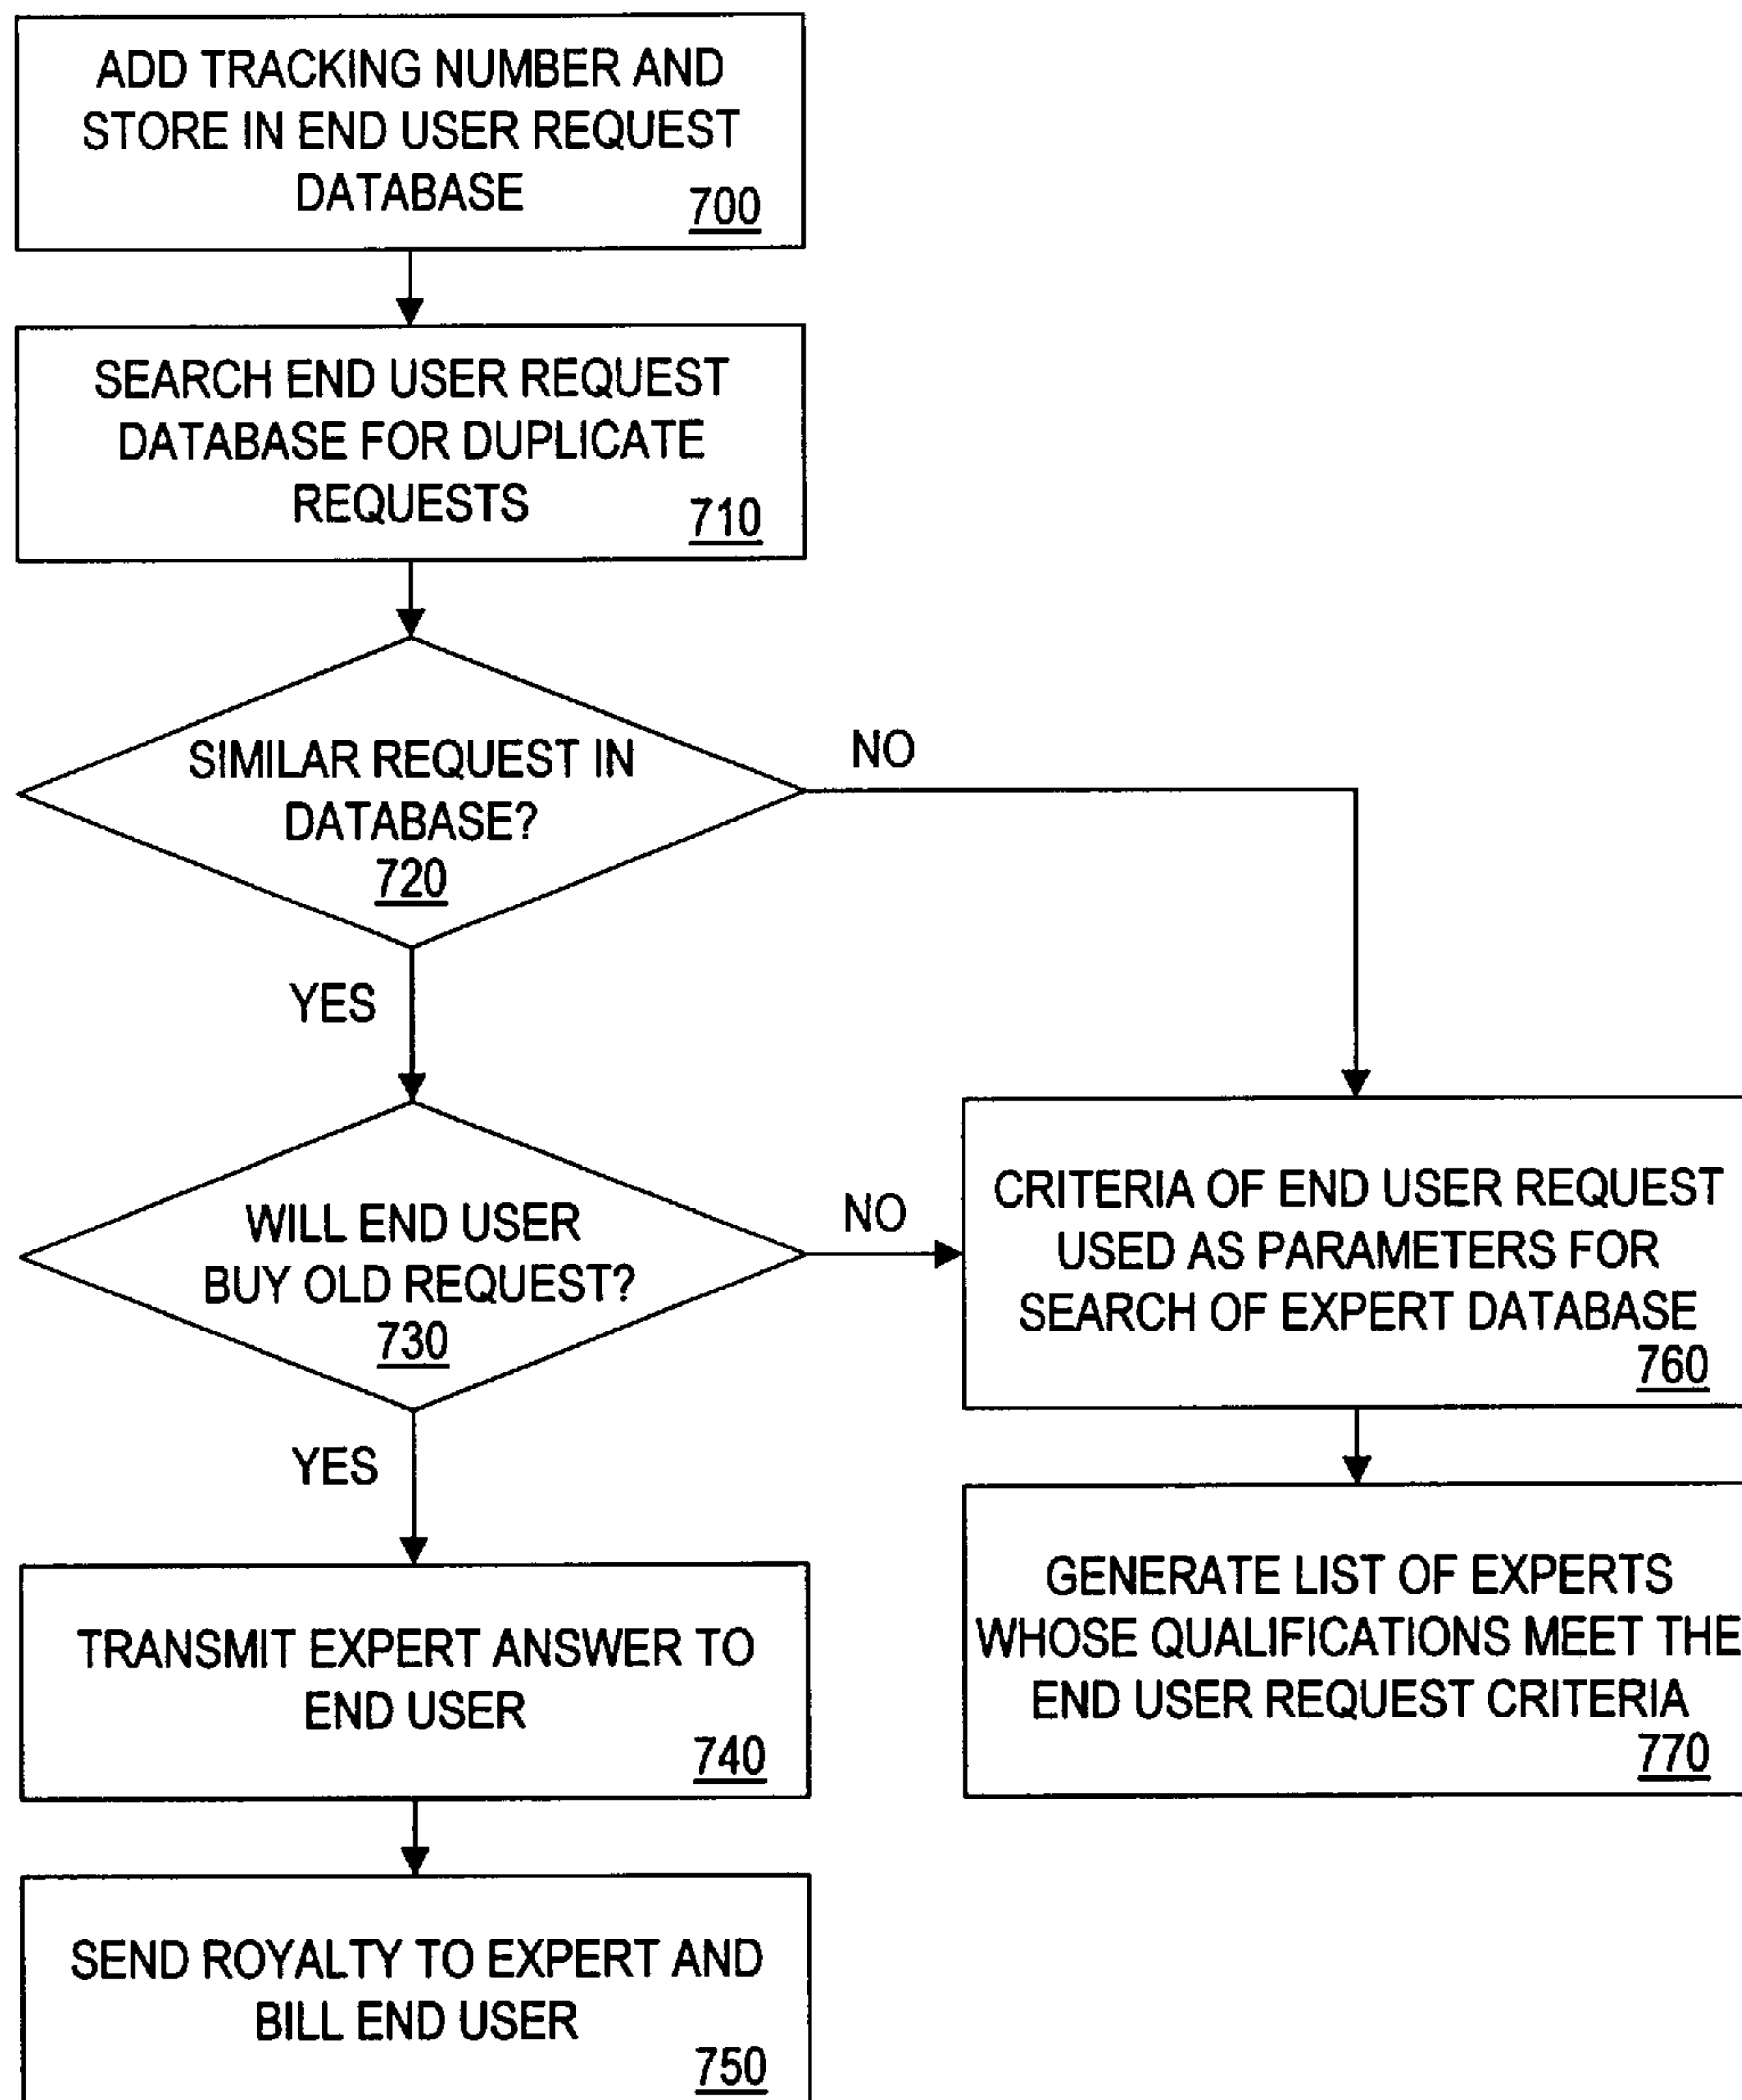 ADD TRACKING NUMBER AND
STORE IN END USER REQUEST
DATABASE
700
SEARCH END USER REQUEST
DATABASE FOR DUPLICATE
REQUESTS
710
SIMILAR REQUEST IN
DATABASE?
720
NO
YES
WILL END USER
BUY OLD REQUEST?
730
NO
YES
CRITERIA OF END USER REQUEST
USED AS PARAMETERS FOR
SEARCH OF EXPERT DATABASE
760
GENERATE LIST OF EXPERTS
WHOSE QUALIFICATIONS MEET THE
END USER REQUEST CRITERIA
770
TRANSMIT EXPERT ANSWER TO
END USER
740
SEND ROYALTY TO EXPERT AND
BILL END USER
750